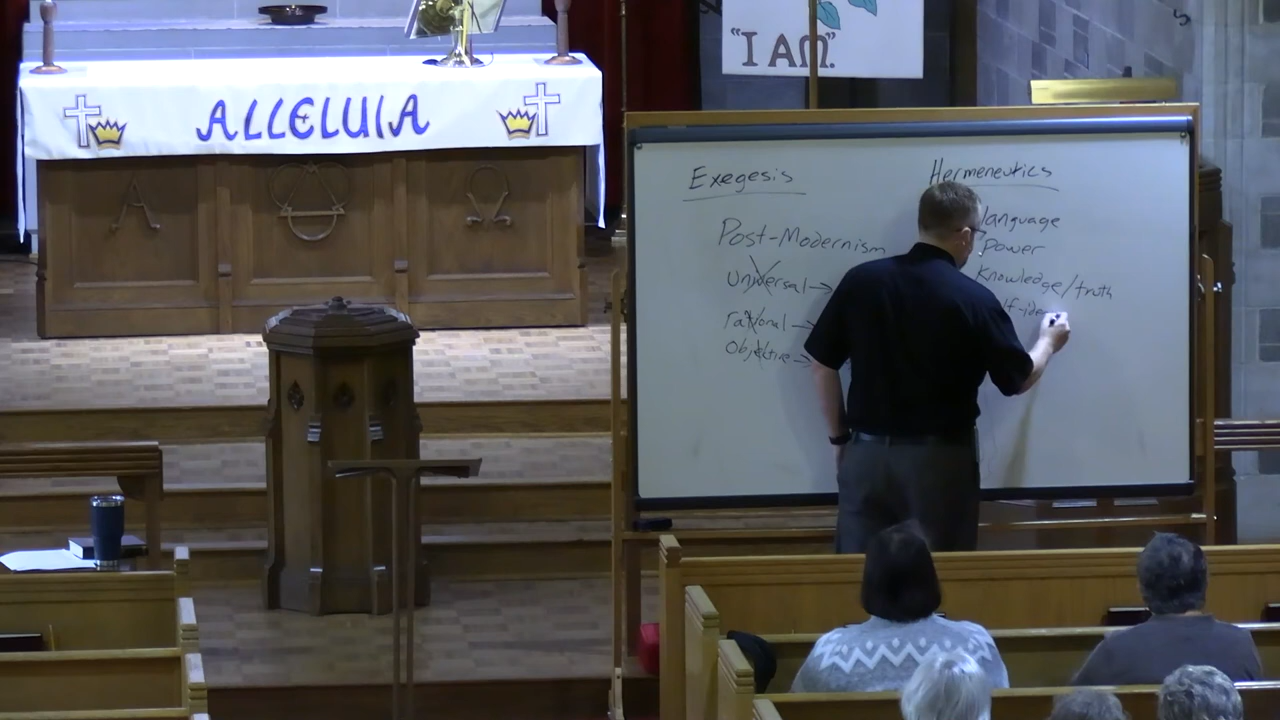 "I AM".
ALLELUIA
A
Ω
Exegesis
Hermeneutics
Post-Modernism
universal →
rational →
Objective →
language
Power
Knowledge/truth